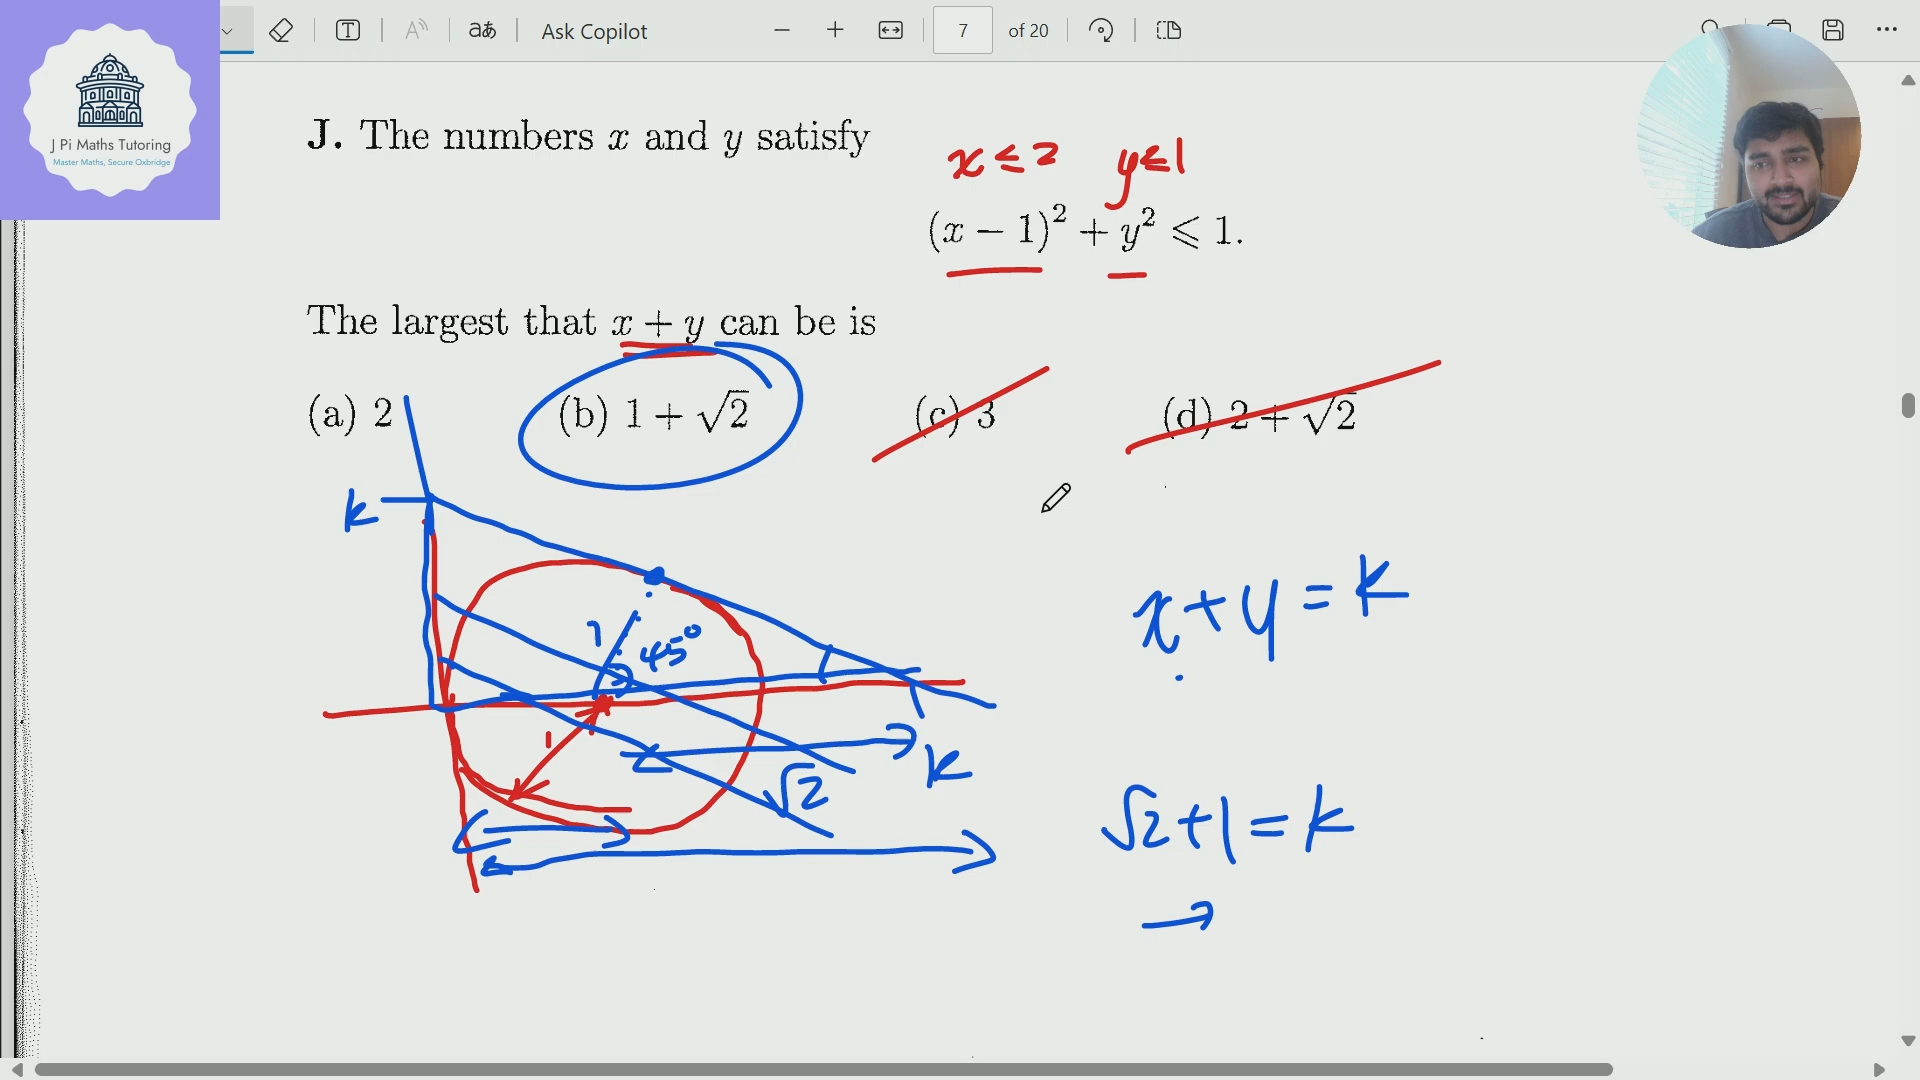 Ask Copilot
7 of 20
J Pi Maths Tutoring
Master Maths, Secure Oxbridge
J. The numbers x and y satisfy
x ≤ 2 y ≤ 1
(x − 1)² + y² ⩽ 1.
The largest that x + y can be is
(a) 2 (b) 1 + √2 (c) 3 (d) 2 + √2
k
x + y = k
1
45°
1
k
√2
√2 + 1 = k